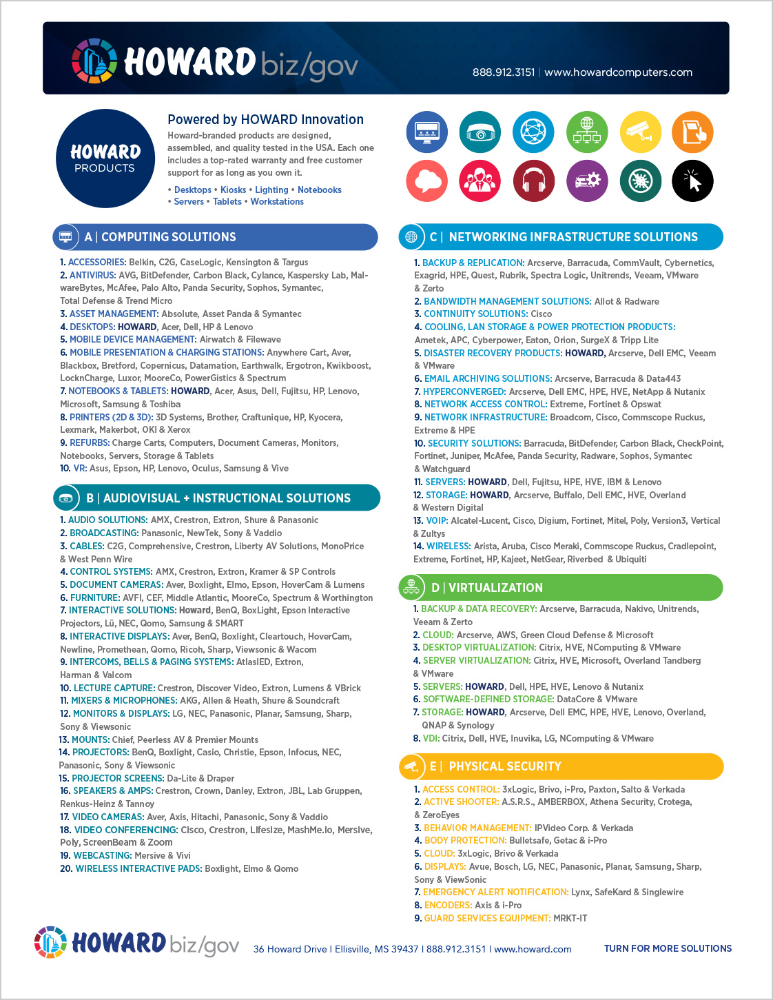 HOWARD biz/gov
888.912.3151 | www.howardcomputers.com
HOWARD
PRODUCTS
Powered by HOWARD Innovation
Howard-branded products are designed,
assembled, and quality tested in the USA. Each one
includes a top-rated warranty and free customer
support for as long as you own it.
• Desktops • Kiosks • Lighting • Notebooks
• Servers • Tablets • Workstations
A | COMPUTING SOLUTIONS
1. ACCESSORIES: Belkin, C2G, CaseLogic, Kensington & Targus
2. ANTIVIRUS: AVG, BitDefender, Carbon Black, Cylance, Kaspersky Lab, Mal-
wareBytes, McAfee, Palo Alto, Panda Security, Sophos, Symantec,
Total Defense & Trend Micro
3. ASSET MANAGEMENT: Absolute, Asset Panda & Symantec
4. DESKTOPS: HOWARD, Acer, Dell, HP & Lenovo
5. MOBILE DEVICE MANAGEMENT: Airwatch & Filewave
6. MOBILE PRESENTATION & CHARGING STATIONS: Anywhere Cart, Aver,
Blackbox, Bretford, Copernicus, Datamation, Earthwalk, Ergotron, Kwikboost,
LocknCharge, Luxor, MooreCo, PowerGistics & Spectrum
7. NOTEBOOKS & TABLETS: HOWARD, Acer, Asus, Dell, Fujitsu, HP, Lenovo,
Microsoft, Samsung & Toshiba
8. PRINTERS (2D & 3D): 3D Systems, Brother, Craftunique, HP, Kyocera,
Lexmark, Makerbot, OKI & Xerox
9. REFURBS: Charge Carts, Computers, Document Cameras, Monitors,
Notebooks, Servers, Storage & Tablets
10. VR: Asus, Epson, HP, Lenovo, Oculus, Samsung & Vive
B | AUDIOVISUAL + INSTRUCTIONAL SOLUTIONS
1. AUDIO SOLUTIONS: AMX, Crestron, Extron, Shure & Panasonic
2. BROADCASTING: Panasonic, NewTek, Sony & Vaddio
3. CABLES: C2G, Comprehensive, Crestron, Liberty AV Solutions, MonoPrice
& West Penn Wire
4. CONTROL SYSTEMS: AMX, Crestron, Extron, Kramer & SP Controls
5. DOCUMENT CAMERAS: Aver, Boxlight, Elmo, Epson, HoverCam & Lumens
6. FURNITURE: AVFI, CEF, Middle Atlantic, MooreCo, Spectrum & Worthington
7. INTERACTIVE SOLUTIONS: Howard, BenQ, BoxLight, Epson Interactive
Projectors, Lü, NEC, Qomo, Samsung & SMART
8. INTERACTIVE DISPLAYS: Aver, BenQ, Boxlight, Cleartouch, HoverCam,
Newline, Promethean, Qomo, Ricoh, Sharp, Viewsonic & Wacom
9. INTERCOMS, BELLS & PAGING SYSTEMS: AtlasIED, Extron,
Harman & Valcom
10. LECTURE CAPTURE: Crestron, Discover Video, Extron, Lumens & VBrick
11. MIXERS & MICROPHONES: AKG, Allen & Heath, Shure & Soundcraft
12. MONITORS & DISPLAYS: LG, NEC, Panasonic, Planar, Samsung, Sharp,
Sony & Viewsonic
13. MOUNTS: Chief, Peerless AV & Premier Mounts
14. PROJECTORS: BenQ, Boxlight, Casio, Christie, Epson, Infocus, NEC,
Panasonic, Sony & Viewsonic
15. PROJECTOR SCREENS: Da-Lite & Draper
16. SPEAKERS & AMPS: Crestron, Crown, Danley, Extron, JBL, Lab Gruppen,
Renkus-Heinz & Tannoy
17. VIDEO CAMERAS: Aver, Axis, Hitachi, Panasonic, Sony & Vaddio
18. VIDEO CONFERENCING: Cisco, Crestron, Lifesize, MashMe.io, Mersive,
Poly, ScreenBeam & Zoom
19. WEBCASTING: Mersive & Vivi
20. WIRELESS INTERACTIVE PADS: Boxlight, Elmo & Qomo
C | NETWORKING INFRASTRUCTURE SOLUTIONS
1. BACKUP & REPLICATION: Arcserve, Barracuda, CommVault, Cybernetics,
Exagrid, HPE, Quest, Rubrik, Spectra Logic, Unitrends, Veeam, VMware
& Zerto
2. BANDWIDTH MANAGEMENT SOLUTIONS: Allot & Radware
3. CONTINUITY SOLUTIONS: Cisco
4. COOLING, LAN STORAGE & POWER PROTECTION PRODUCTS:
Ametek, APC, Cyberpower, Eaton, Orion, SurgeX & Tripp Lite
5. DISASTER RECOVERY PRODUCTS: HOWARD, Arcserve, Dell EMC, Veeam
& VMware
6. EMAIL ARCHIVING SOLUTIONS: Arcserve, Barracuda & Data443
7. HYPERCONVERGED: Arcserve, Dell EMC, HPE, HVE, NetApp & Nutanix
8. NETWORK ACCESS CONTROL: Extreme, Fortinet & Opswat
9. NETWORK INFRASTRUCTURE: Broadcom, Cisco, Commscope Ruckus,
Extreme & HPE
10. SECURITY SOLUTIONS: Barracuda, BitDefender, Carbon Black, CheckPoint,
Fortinet, Juniper, McAfee, Panda Security, Radware, Sophos, Symantec
& Watchguard
11. SERVERS: HOWARD, Dell, Fujitsu, HPE, HVE, IBM & Lenovo
12. STORAGE: HOWARD, Arcserve, Buffalo, Dell EMC, HVE, Overland
& Western Digital
13. VOIP: Alcatel-Lucent, Cisco, Digium, Fortinet, Mitel, Poly, Version3, Vertical
& Zultys
14. WIRELESS: Arista, Aruba, Cisco Meraki, Commscope Ruckus, Cradlepoint,
Extreme, Fortinet, HP, Kajeet, NetGear, Riverbed & Ubiquiti
D | VIRTUALIZATION
1. BACKUP & DATA RECOVERY: Arcserve, Barracuda, Nakivo, Unitrends,
Veeam & Zerto
2. CLOUD: Arcserve, AWS, Green Cloud Defense & Microsoft
3. DESKTOP VIRTUALIZATION: Citrix, HVE, NComputing & VMware
4. SERVER VIRTUALIZATION: Citrix, HVE, Microsoft, Overland Tandberg
& VMware
5. SERVERS: HOWARD, Dell, HPE, HVE, Lenovo & Nutanix
6. SOFTWARE-DEFINED STORAGE: DataCore & VMware
7. STORAGE: HOWARD, Arcserve, Dell EMC, HPE, HVE, Lenovo, Overland,
QNAP & Synology
8. VDI: Citrix, Dell, HVE, Inuvika, LG, NComputing & VMware
E | PHYSICAL SECURITY
1. ACCESS CONTROL: 3xLogic, Brivo, i-Pro, Paxton, Salto & Verkada
2. ACTIVE SHOOTER: A.S.R.S., AMBERBOX, Athena Security, Crotega,
& ZeroEyes
3. BEHAVIOR MANAGEMENT: IPVideo Corp. & Verkada
4. BODY PROTECTION: Bulletsafe, Getac & i-Pro
5. CLOUD: 3xLogic, Brivo & Verkada
6. DISPLAYS: Avue, Bosch, LG, NEC, Panasonic, Planar, Samsung, Sharp,
Sony & ViewSonic
7. EMERGENCY ALERT NOTIFICATION: Lynx, SafeKard & Singlewire
8. ENCODERS: Axis & i-Pro
9. GUARD SERVICES EQUIPMENT: MRKT-IT
HOWARD biz/gov
36 Howard Drive | Ellisville, MS 39437 | 888.912.3151 | www.howard.com
TURN FOR MORE SOLUTIONS